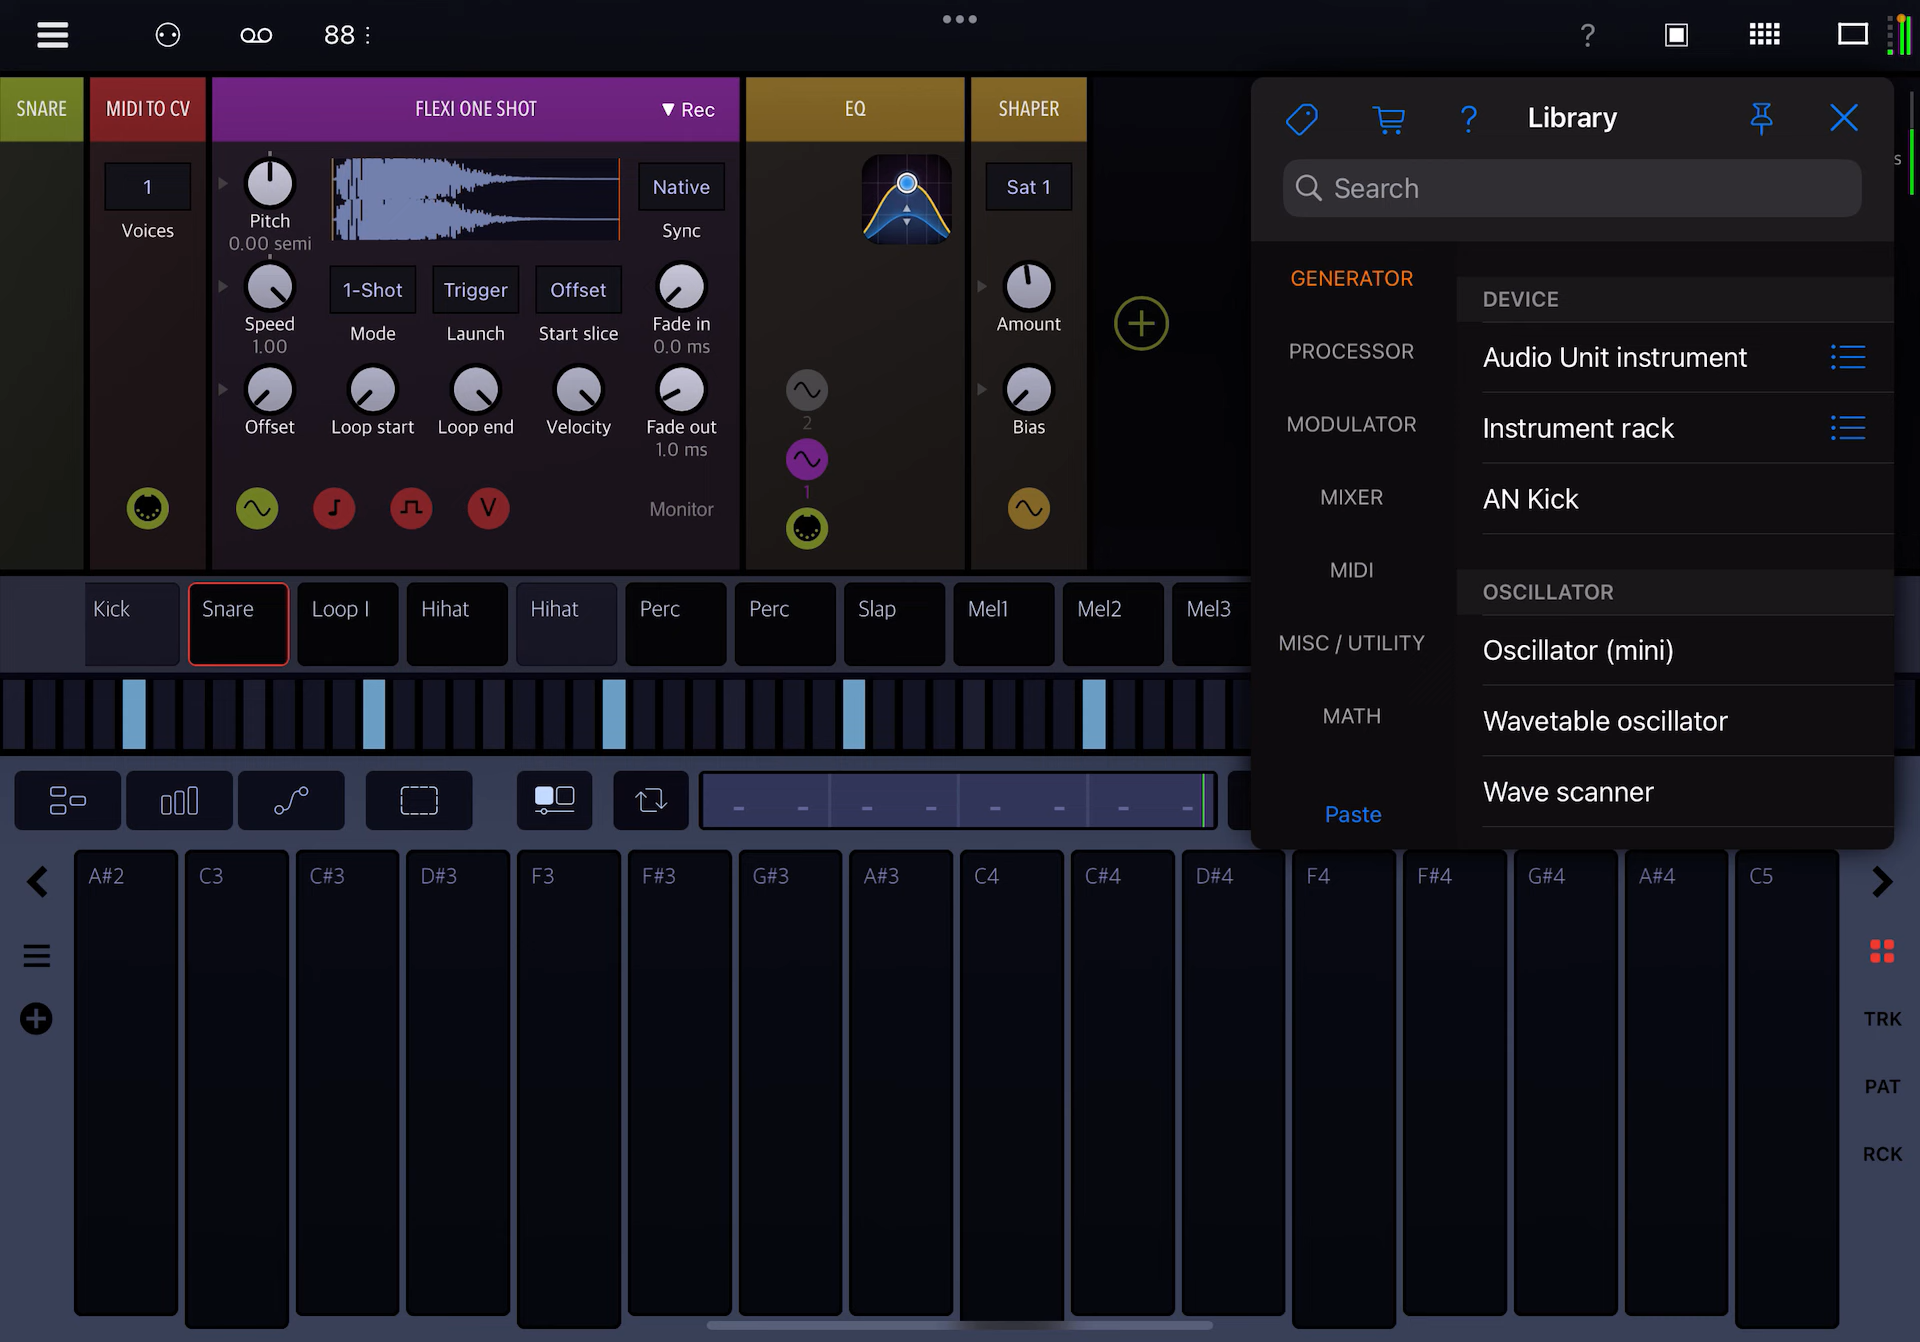 88
?
SNARE
MIDI TO CV
FLEXI ONE SHOT
▼ Rec
EQ
SHAPER
1
Voices
Pitch
0.00 semi
Native
Sync
Sat 1
Speed
1.00
1-Shot
Mode
Trigger
Launch
Offset
Start slice
Fade in
0.0 ms
Amount
Offset
Loop start
Loop end
Velocity
Fade out
1.0 ms
2
1
Bias
V
Monitor
?
Library
s
Search
GENERATOR
PROCESSOR
MODULATOR
MIXER
MIDI
MISC / UTILITY
MATH
Paste
DEVICE
Audio Unit instrument
Instrument rack
AN Kick
OSCILLATOR
Oscillator (mini)
Wavetable oscillator
Wave scanner
Kick
Snare
Loop I
Hihat
Hihat
Perc
Perc
Slap
Mel1
Mel2
Mel3
A#2
C3
C#3
D#3
F3
F#3
G#3
A#3
C4
C#4
D#4
F4
F#4
G#4
A#4
C5
TRK
PAT
RCK